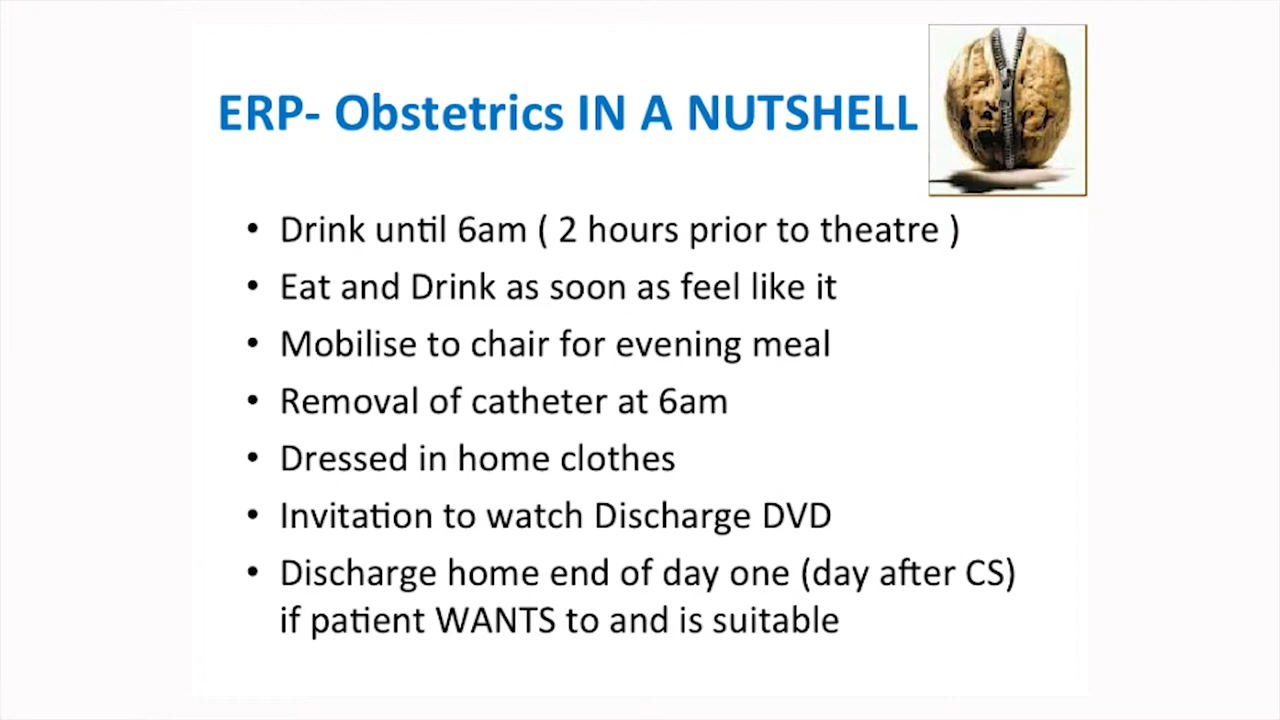 ERP- Obstetrics IN A NUTSHELL
• Drink until 6am ( 2 hours prior to theatre )
• Eat and Drink as soon as feel like it
• Mobilise to chair for evening meal
• Removal of catheter at 6am
• Dressed in home clothes
• Invitation to watch Discharge DVD
• Discharge home end of day one (day after CS)
if patient WANTS to and is suitable